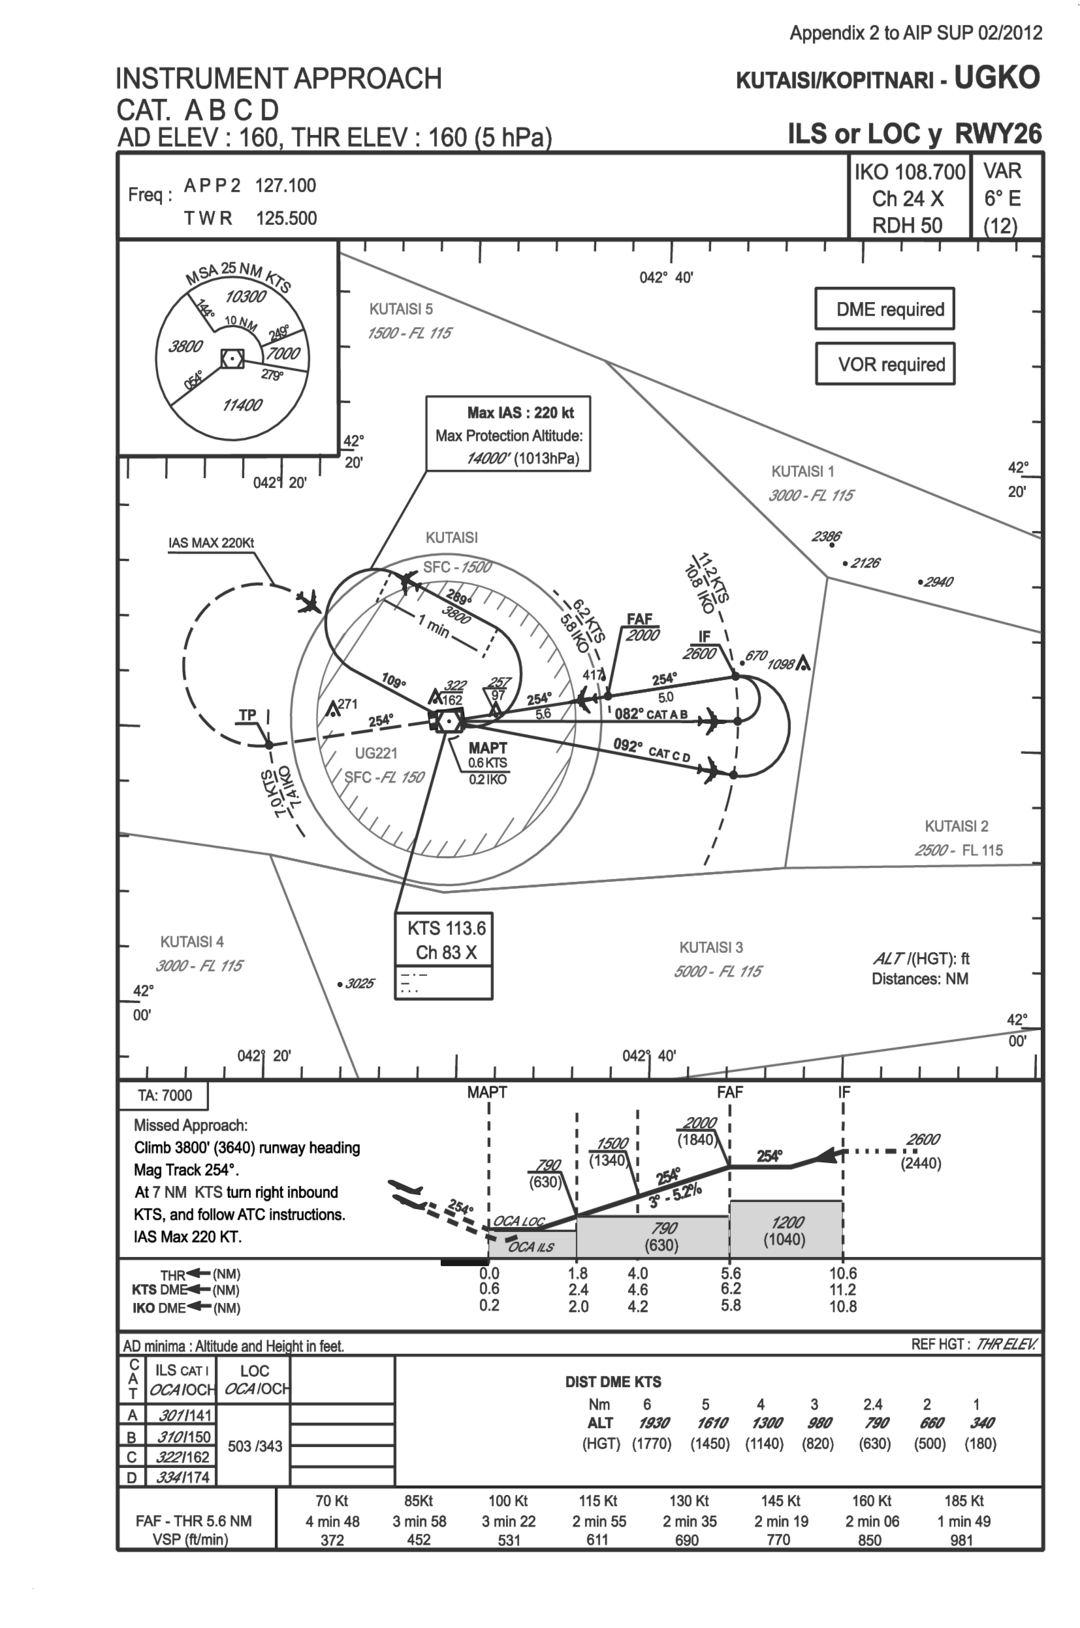 Appendix 2 to AIP SUP 02/2012
INSTRUMENT APPROACH
CAT. A B C D
AD ELEV : 160, THR ELEV : 160 (5 hPa)
KUTAISI/KOPITNARI - UGKO
ILS or LOC y RWY26
Freq : APP2 127.100
TWR 125.500
IKO 108.700
Ch 24 X
RDH 50
VAR
6° E
(12)
MSA 25 NM KTS
10300
144°
10 NM
249°
3800
7000
054°
279°
11400
042° 20'
42°
20'
KUTAISI 5
1500 - FL 115
042° 40'
DME required
VOR required
Max IAS : 220 kt
Max Protection Altitude:
14000' (1013hPa)
KUTAISI 1
3000 - FL 115
42°
20'
2386
2126
2940
IAS MAX 220Kt
KUTAISI
SFC - 1500
289°
3800
1 min
109°
6.2 KTS
5.8 IKO
FAF
2000
11.2 KTS
10.8 IKO
IF
2600
670
1098
417
254°
5.0
322
162
257
97
254°
5.6
271
TP
254°
082° CAT A B
092° CAT C D
MAPT
0.6 KTS
0.2 IKO
UG221
SFC - FL 150
7.0 KTS
7.4 IKO
KUTAISI 2
2500 - FL 115
KTS 113.6
Ch 83 X
KUTAISI 4
3000 - FL 115
3025
KUTAISI 3
5000 - FL 115
ALT /(HGT): ft
Distances: NM
42°
00'
42°
00'
042° 20'
042° 40'
TA: 7000
MAPT
FAF
IF
Missed Approach:
Climb 3800' (3640) runway heading
Mag Track 254°.
At 7 NM KTS turn right inbound
KTS, and follow ATC instructions.
IAS Max 220 KT.
254°
OCA LOC
OCA ILS
790
(630)
1500
(1340)
2000
(1840)
254°
3° - 5.2%
254°
2600
(2440)
790
(630)
1200
(1040)
THR (NM) 0.0 1.8 4.0 5.6 10.6
KTS DME (NM) 0.6 2.4 4.6 6.2 11.2
IKO DME (NM) 0.2 2.0 4.2 5.8 10.8
AD minima : Altitude and Height in feet.
REF HGT : THR ELEV.
CAT
ILS CAT I
OCA/OCH
LOC
OCA/OCH
A 301/141
B 310/150
C 322/162
D 334/174
503 /343
DIST DME KTS
Nm 6 5 4 3 2.4 2 1
ALT 1930 1610 1300 980 790 660 340
(HGT) (1770) (1450) (1140) (820) (630) (500) (180)
70 Kt 85Kt 100 Kt 115 Kt 130 Kt 145 Kt 160 Kt 185 Kt
FAF - THR 5.6 NM 4 min 48 3 min 58 3 min 22 2 min 55 2 min 35 2 min 19 2 min 06 1 min 49
VSP (ft/min) 372 452 531 611 690 770 850 981